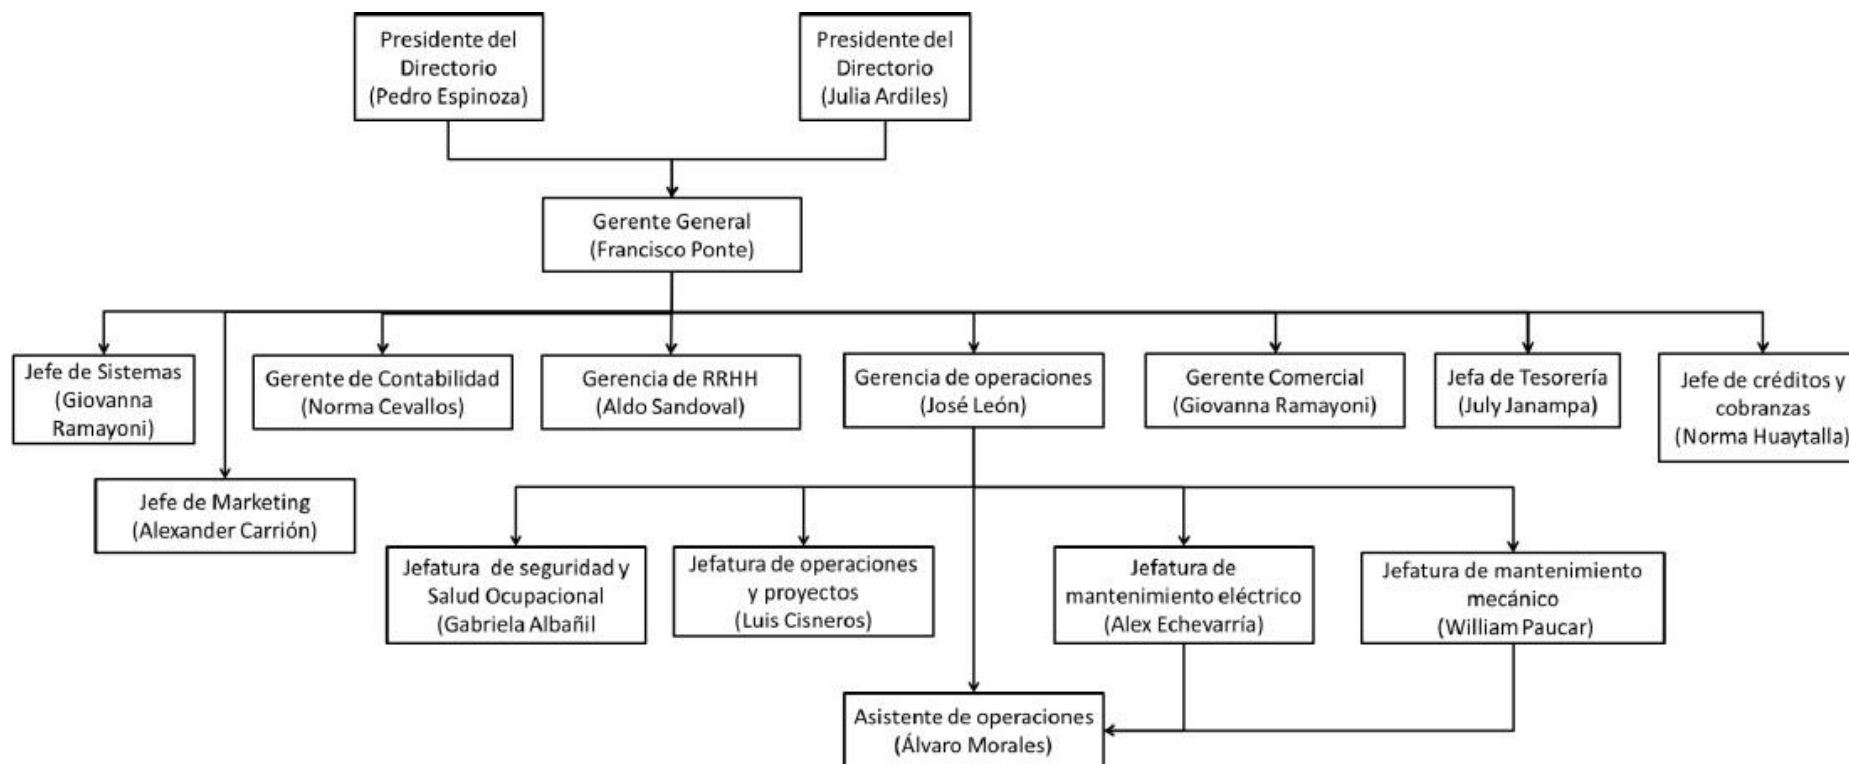 Presidente del
Directorio
(Pedro Espinoza)
Presidente del
Directorio
(Julia Ardiles)
Gerente General
(Francisco Ponte)
Jefe de Sistemas
(Giovanna
Ramayoni)
Gerente de Contabilidad
(Norma Cevallos)
Gerencia de RRHH
(Aldo Sandoval)
Gerencia de operaciones
(José León)
Gerente Comercial
(Giovanna Ramayoni)
Jefa de Tesorería
(July Janampa)
Jefe de créditos y
cobranzas
(Norma Huaytalla)
Jefe de Marketing
(Alexander Carrión)
Jefatura de seguridad y
Salud Ocupacional
(Gabriela Albañil
Jefatura de operaciones
y proyectos
(Luis Cisneros)
Jefatura de
mantenimiento eléctrico
(Alex Echevarría)
Jefatura de mantenimiento
mecánico
(William Paucar)
Asistente de operaciones
(Álvaro Morales)